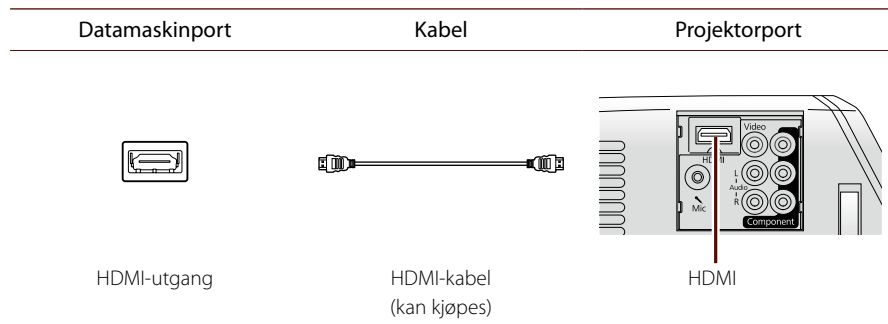 Datamaskinport Kabel Projektorport
Video
HDMI
L
Audio
R
Mic
Component
HDMI-utgang HDMI-kabel HDMI
(kan kjøpes)